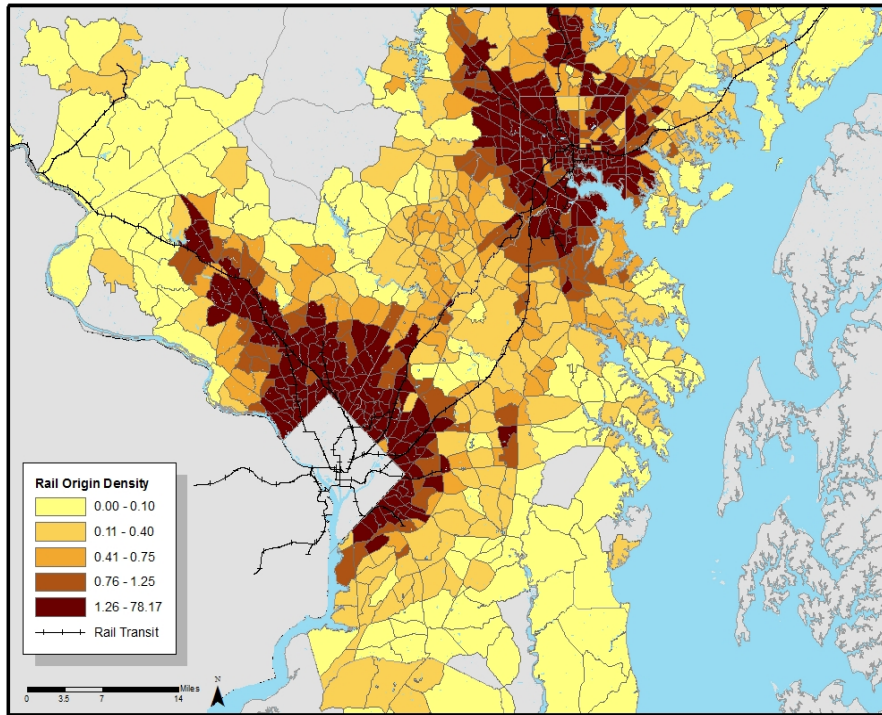 Rail Origin Density
0.00 - 0.10
0.11 - 0.40
0.41 - 0.75
0.76 - 1.25
1.26 - 78.17
Rail Transit
Miles
0 3.5 7 14
N